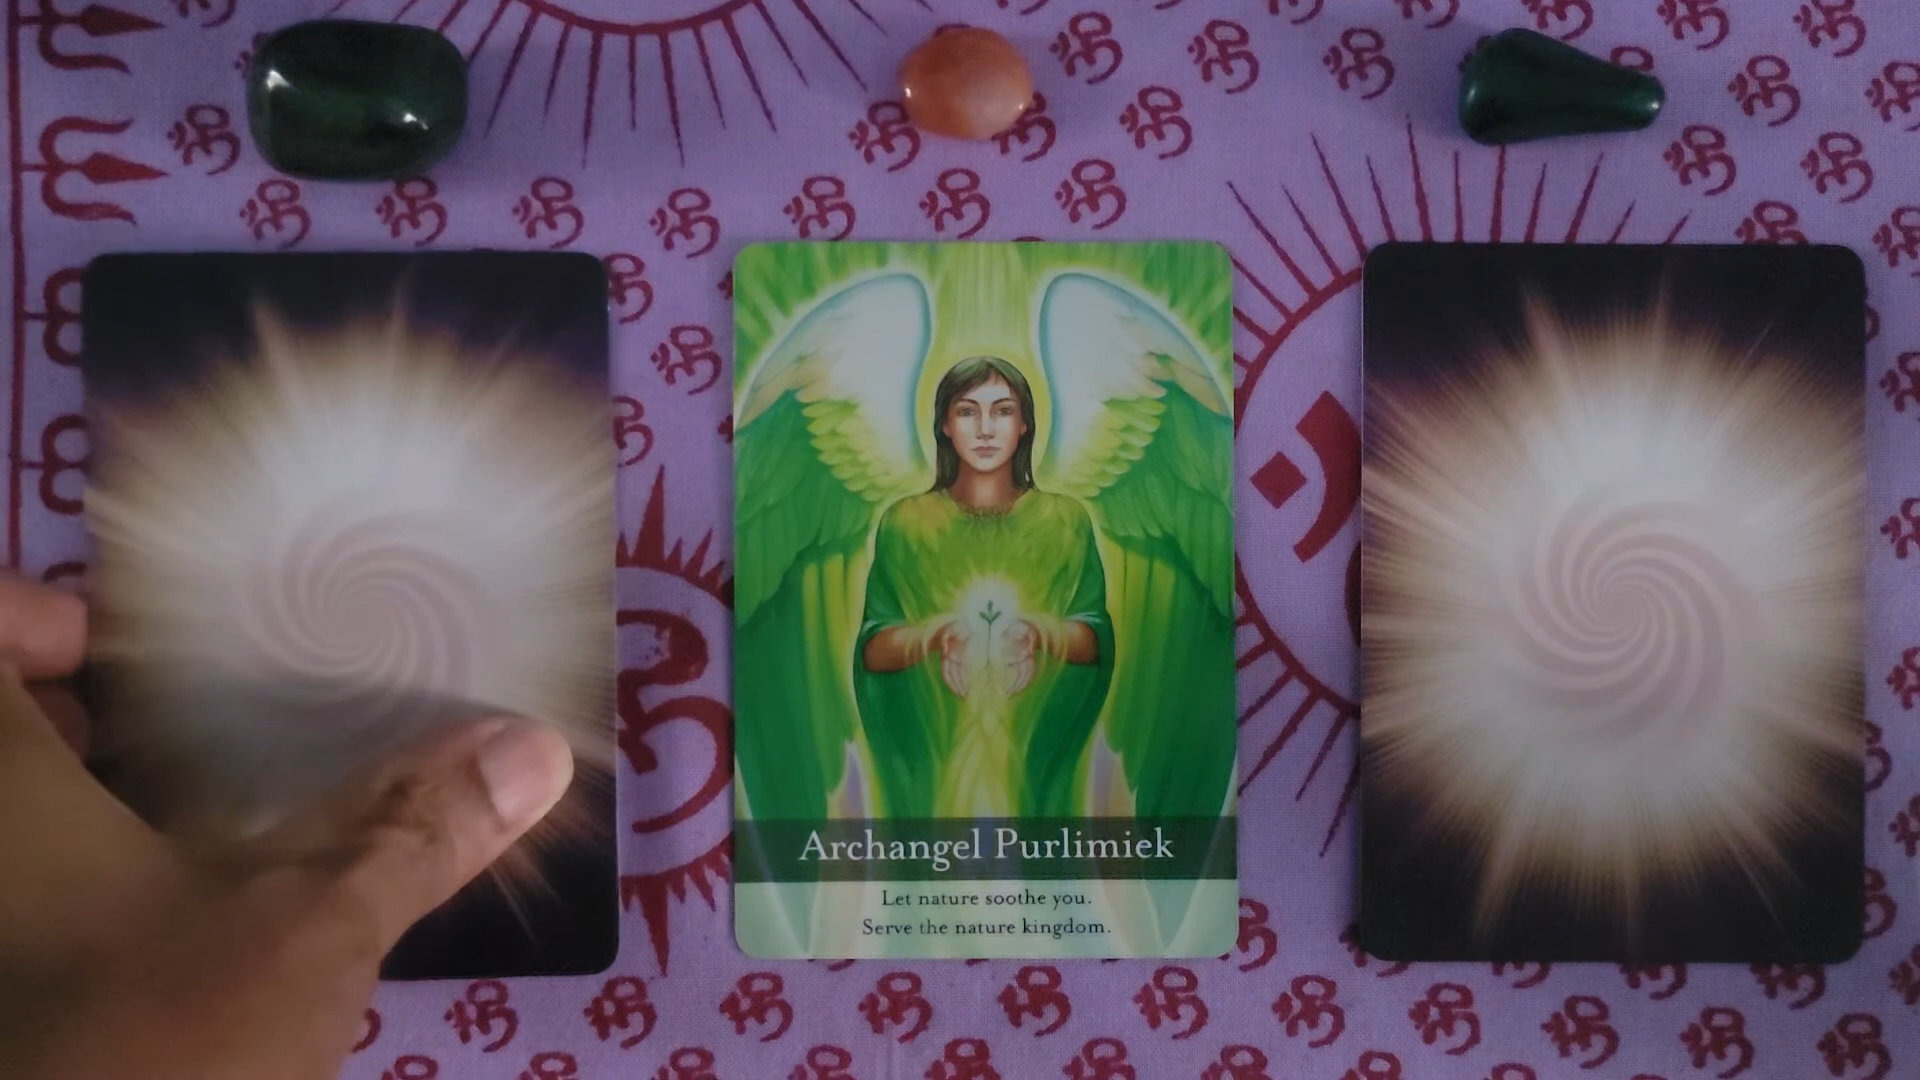 Archangel Purlimiek
Let nature soothe you.
Serve the nature kingdom.